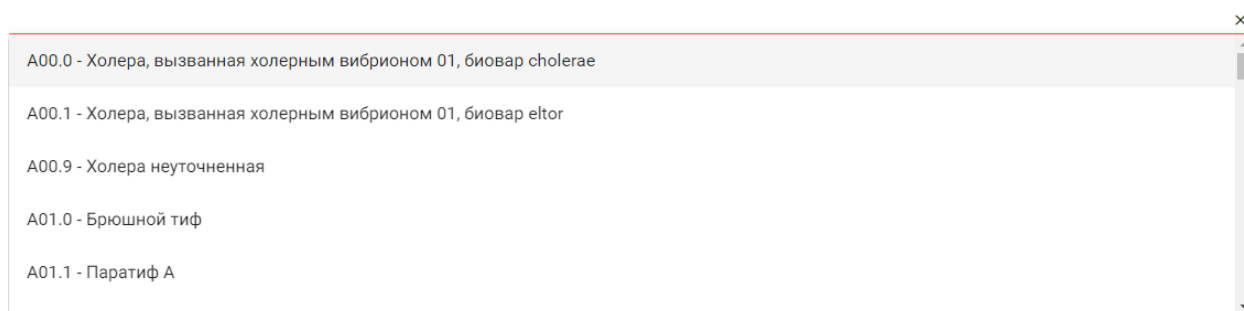 A00.0 - Холера, вызванная холерным вибрионом 01, биовар cholerae
A00.1 - Холера, вызванная холерным вибрионом 01, биовар eltor
A00.9 - Холера неуточненная
A01.0 - Брюшной тиф
A01.1 - Паратиф A